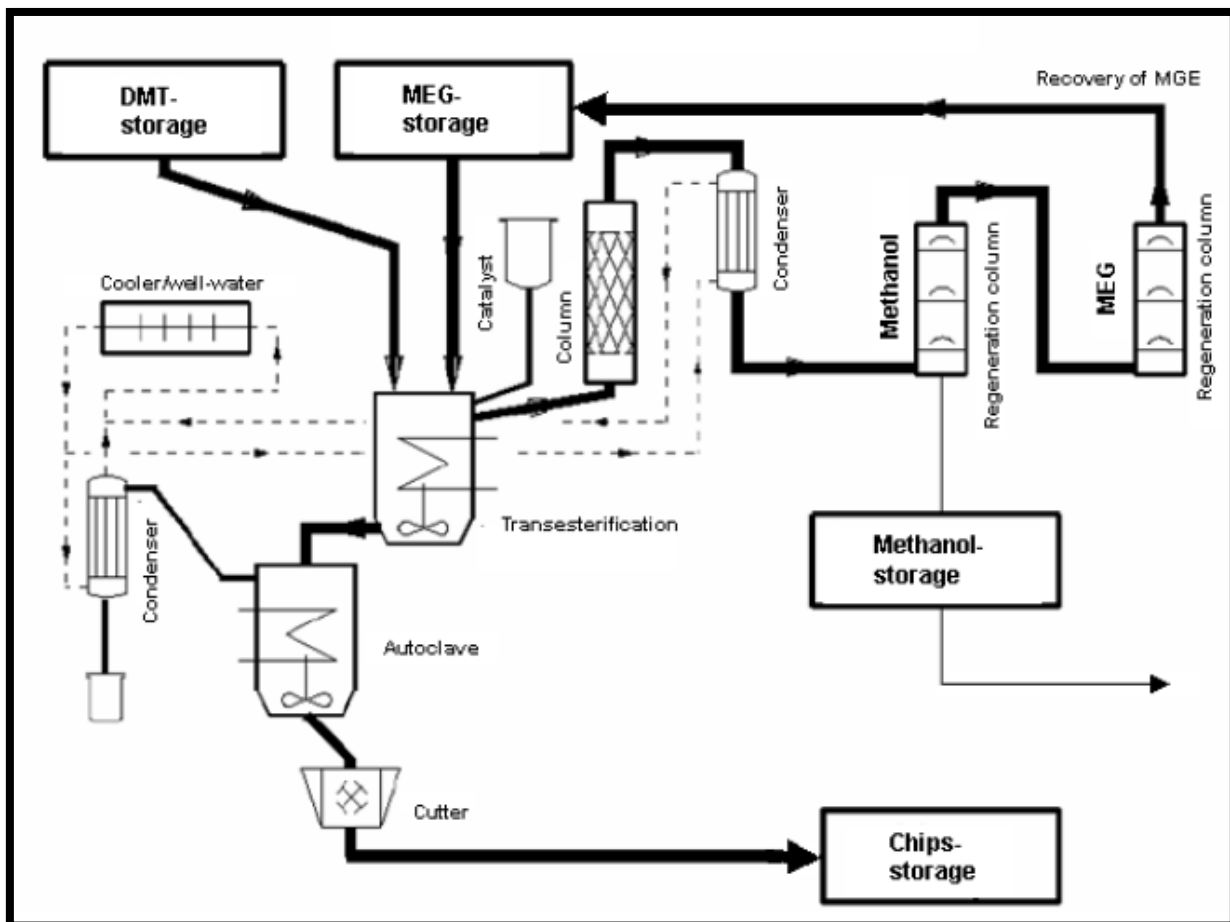 DMT-
storage
MEG-
storage
Recovery of MGE
Cooler/well-water
Catalyst
Column
Condenser
Methanol
Regeneration column
MEG
Regeneration column
Transesterification
Condenser
Methanol-
storage
Autoclave
Cutter
Chips-
storage